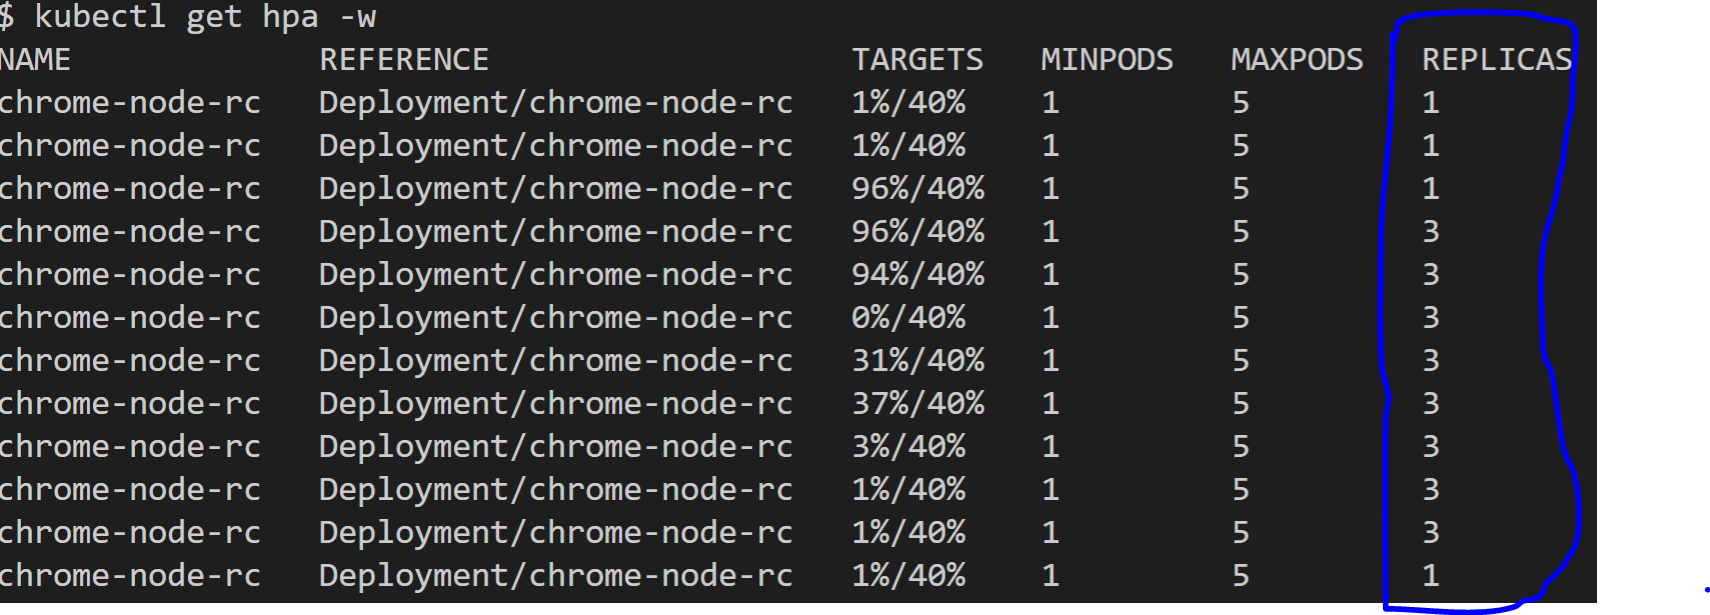 $ kubectl get hpa -w
NAME REFERENCE TARGETS MINPODS MAXPODS REPLICAS
chrome-node-rc Deployment/chrome-node-rc 1%/40% 1 5 1
chrome-node-rc Deployment/chrome-node-rc 1%/40% 1 5 1
chrome-node-rc Deployment/chrome-node-rc 96%/40% 1 5 1
chrome-node-rc Deployment/chrome-node-rc 96%/40% 1 5 3
chrome-node-rc Deployment/chrome-node-rc 94%/40% 1 5 3
chrome-node-rc Deployment/chrome-node-rc 0%/40% 1 5 3
chrome-node-rc Deployment/chrome-node-rc 31%/40% 1 5 3
chrome-node-rc Deployment/chrome-node-rc 37%/40% 1 5 3
chrome-node-rc Deployment/chrome-node-rc 3%/40% 1 5 3
chrome-node-rc Deployment/chrome-node-rc 1%/40% 1 5 3
chrome-node-rc Deployment/chrome-node-rc 1%/40% 1 5 3
chrome-node-rc Deployment/chrome-node-rc 1%/40% 1 5 1